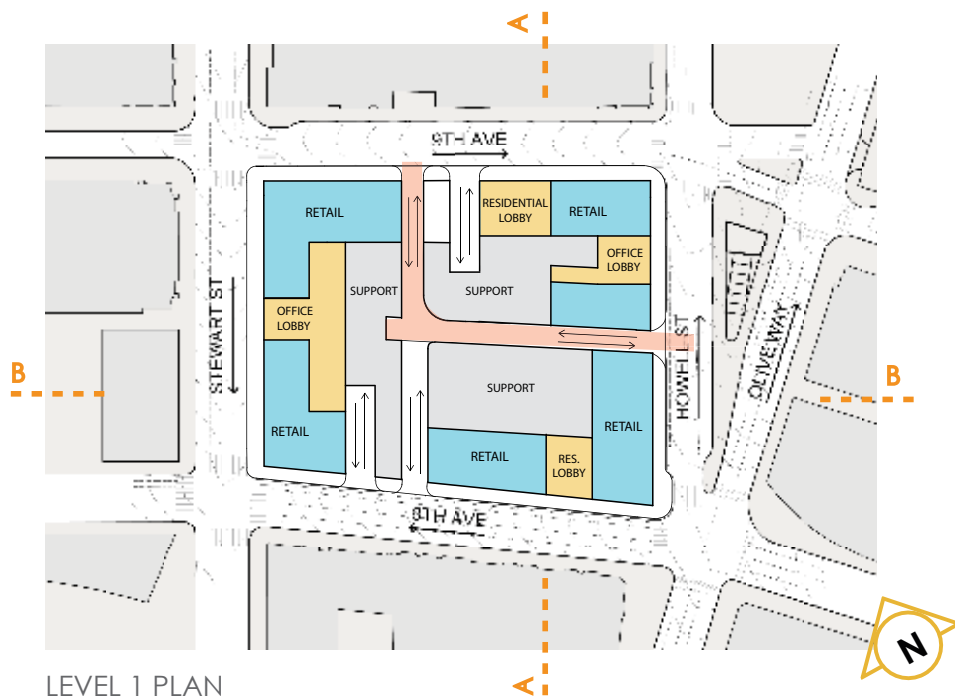 A
9TH AVE
RETAIL
RESIDENTIAL
LOBBY
RETAIL
OFFICE
LOBBY
SUPPORT
SUPPORT
OFFICE
LOBBY
STEWART ST
HOWELL ST
OLIVE WAY
B
B
SUPPORT
RETAIL
RETAIL
RETAIL
RES.
LOBBY
8TH AVE
N
LEVEL 1 PLAN
A